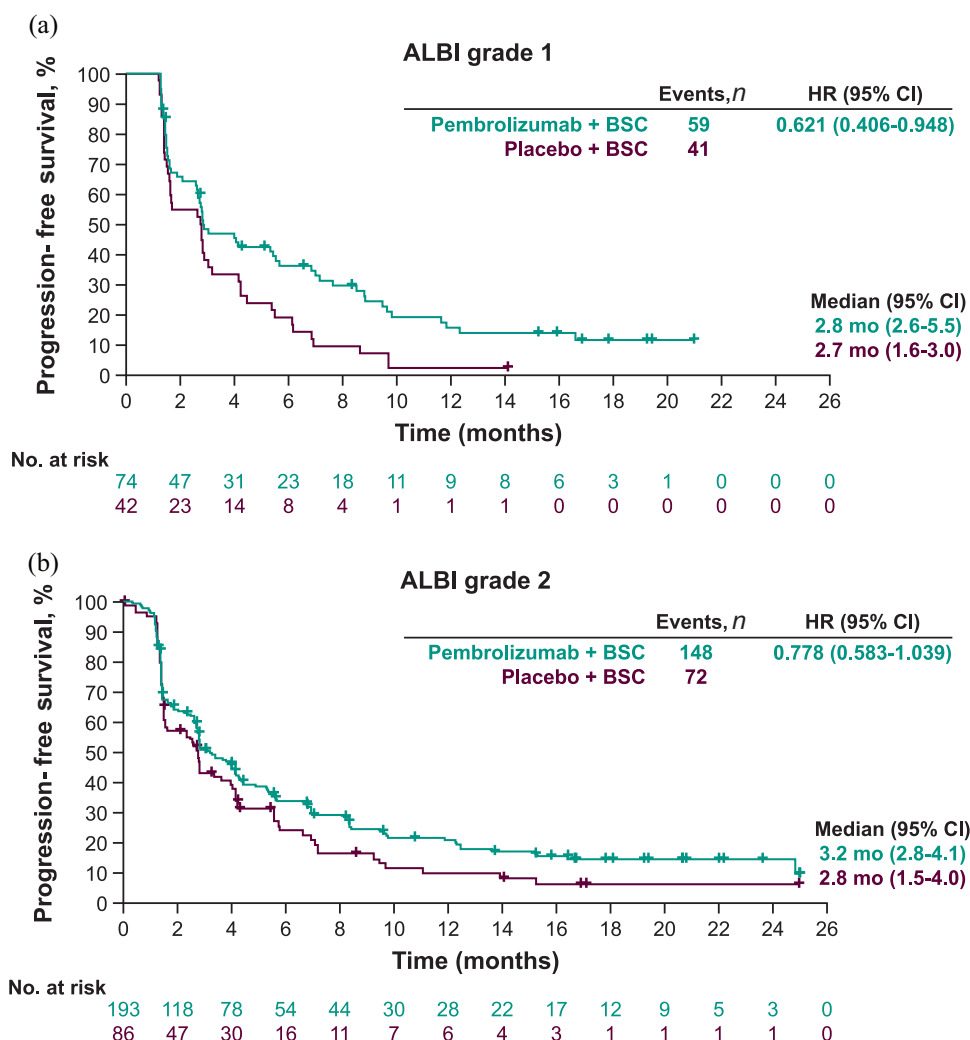 (a)
ALBI grade 1
Events, n HR (95% CI)
Pembrolizumab + BSC 59 0.621 (0.406-0.948)
Placebo + BSC 41
Progression- free survival, %
100
90
80
70
60
50
40
30
20
10
0
Median (95% CI)
2.8 mo (2.6-5.5)
2.7 mo (1.6-3.0)
0 2 4 6 8 10 12 14 16 18 20 22 24 26
Time (months)
No. at risk
74 47 31 23 18 11 9 8 6 3 1 0 0 0
42 23 14 8 4 1 1 1 0 0 0 0 0 0
(b)
ALBI grade 2
Events, n HR (95% CI)
Pembrolizumab + BSC 148 0.778 (0.583-1.039)
Placebo + BSC 72
Progression- free survival, %
100
90
80
70
60
50
40
30
20
10
0
Median (95% CI)
3.2 mo (2.8-4.1)
2.8 mo (1.5-4.0)
0 2 4 6 8 10 12 14 16 18 20 22 24 26
Time (months)
No. at risk
193 118 78 54 44 30 28 22 17 12 9 5 3 0
86 47 30 16 11 7 6 4 3 1 1 1 1 0